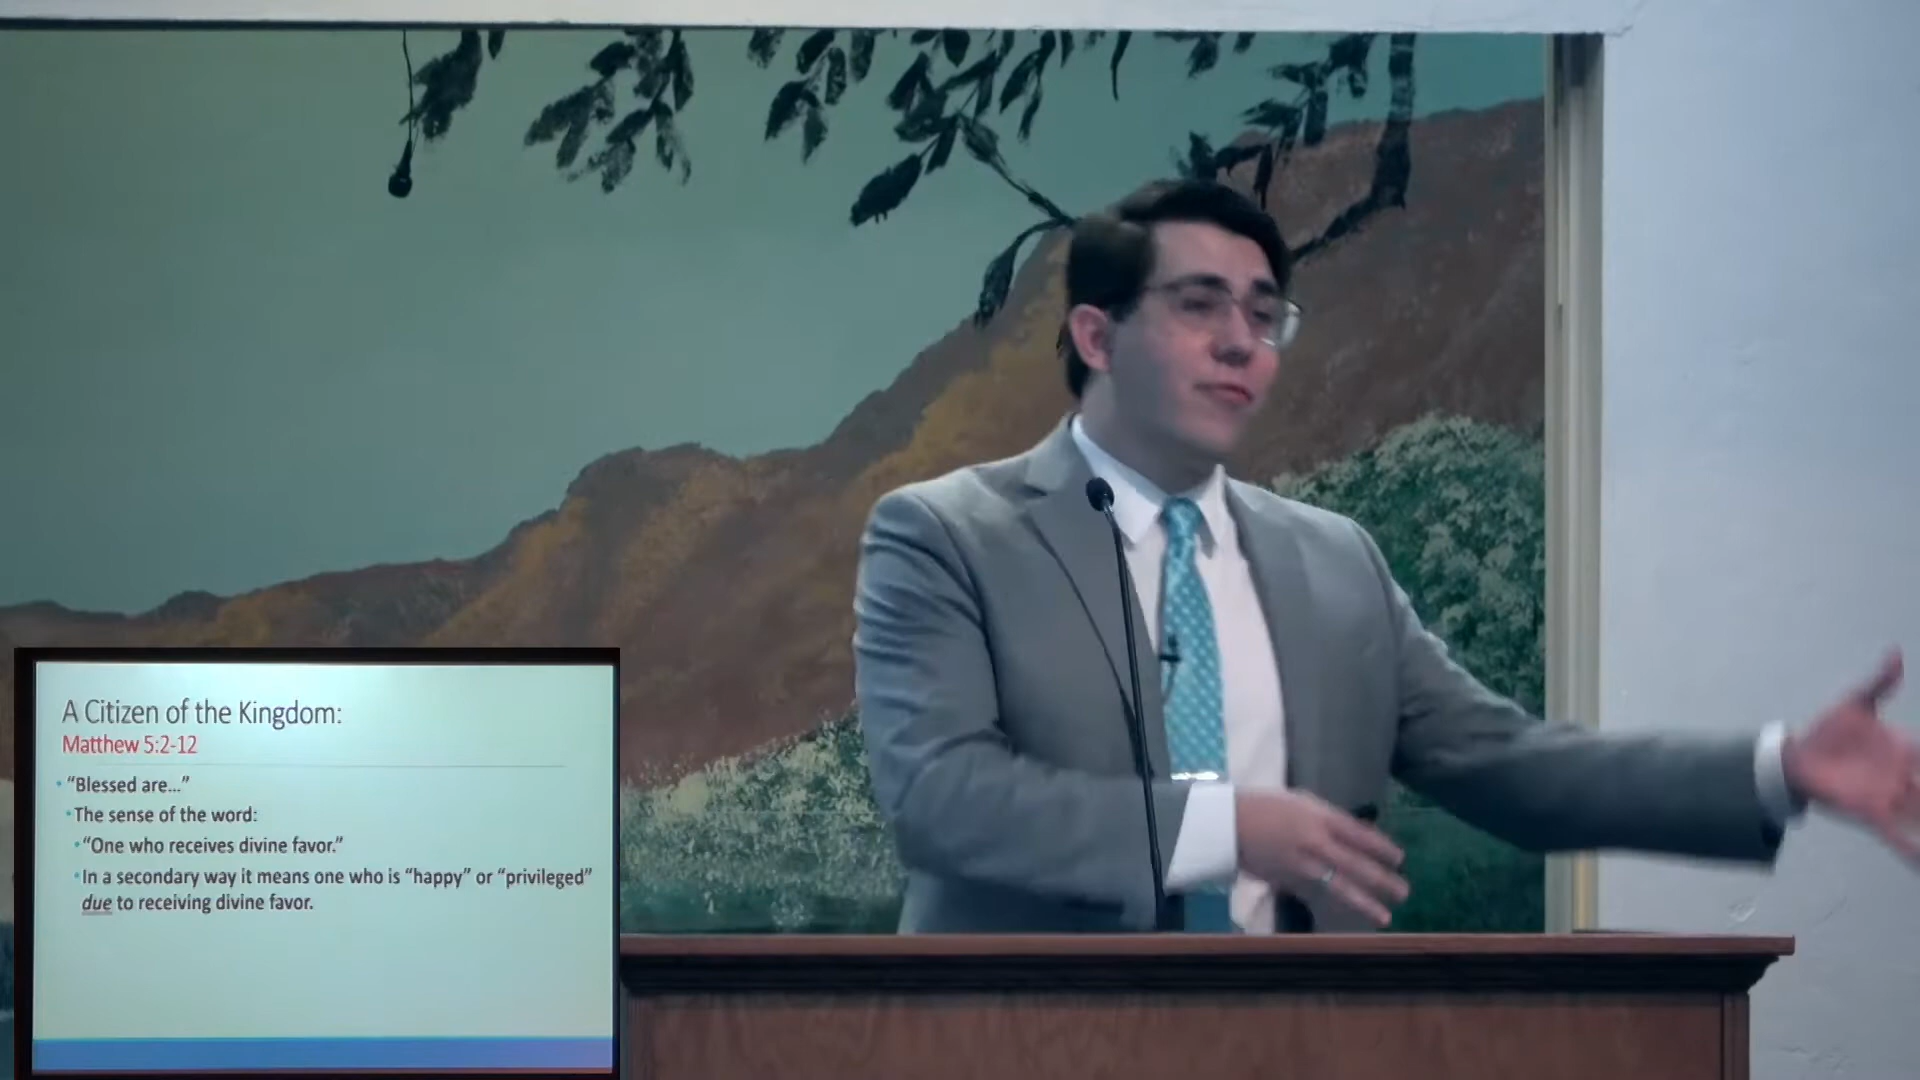 A Citizen of the Kingdom:
Matthew 5:2-12
• “Blessed are...”
• The sense of the word:
• “One who receives divine favor.”
• In a secondary way it means one who is “happy” or “privileged”
due to receiving divine favor.